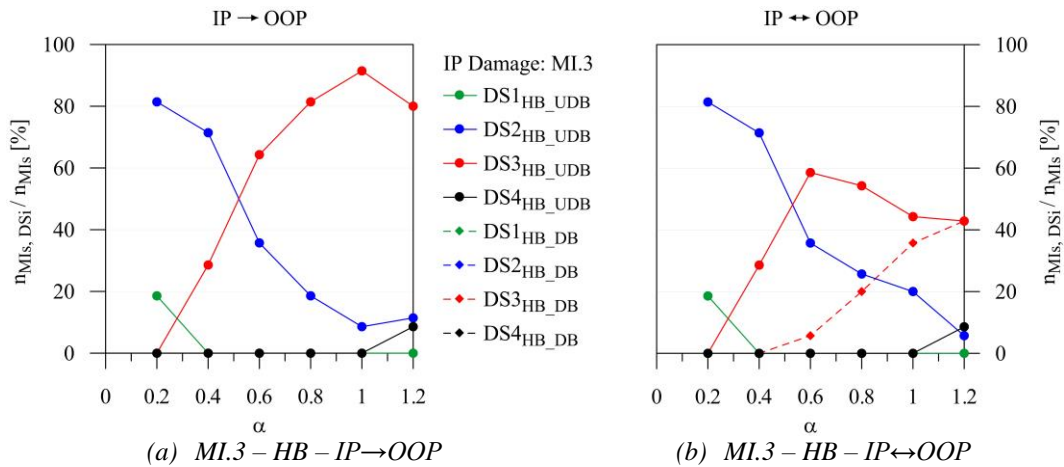 IP → OOP
100
80
60
40
20
0
n_MIs, DSi / n_MIs [%]
0 0.2 0.4 0.6 0.8 1 1.2
α
(a) MI.3 – HB – IP→OOP
IP Damage: MI.3
DS1_HB_UDB
DS2_HB_UDB
DS3_HB_UDB
DS4_HB_UDB
DS1_HB_DB
DS2_HB_DB
DS3_HB_DB
DS4_HB_DB
IP ↔ OOP
100
80
60
40
20
0
n_MIs, DSi / n_MIs [%]
0 0.2 0.4 0.6 0.8 1 1.2
α
(b) MI.3 – HB – IP↔OOP